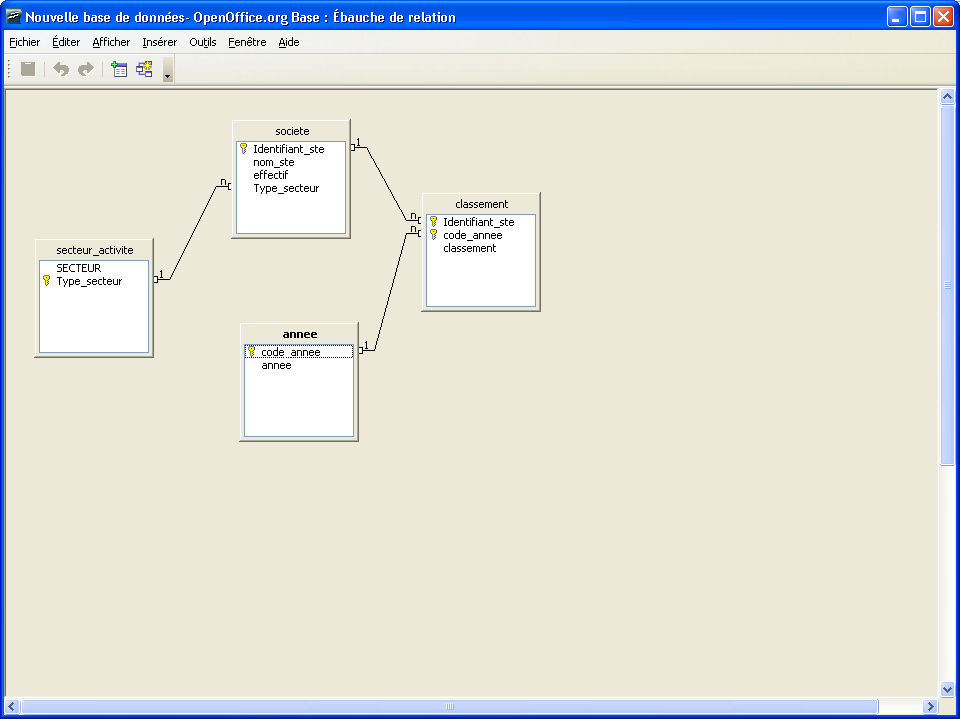 Nouvelle base de données- OpenOffice.org Base : Ébauche de relation
Fichier Éditer Afficher Insérer Outils Fenêtre Aide
societe
Identifiant_ste
nom_ste
effectif
Type_secteur
1
n
classement
Identifiant_ste
code_annee
classement
n
n
secteur_activite
SECTEUR
Type_secteur
1
annèe
code_annee
annee
1